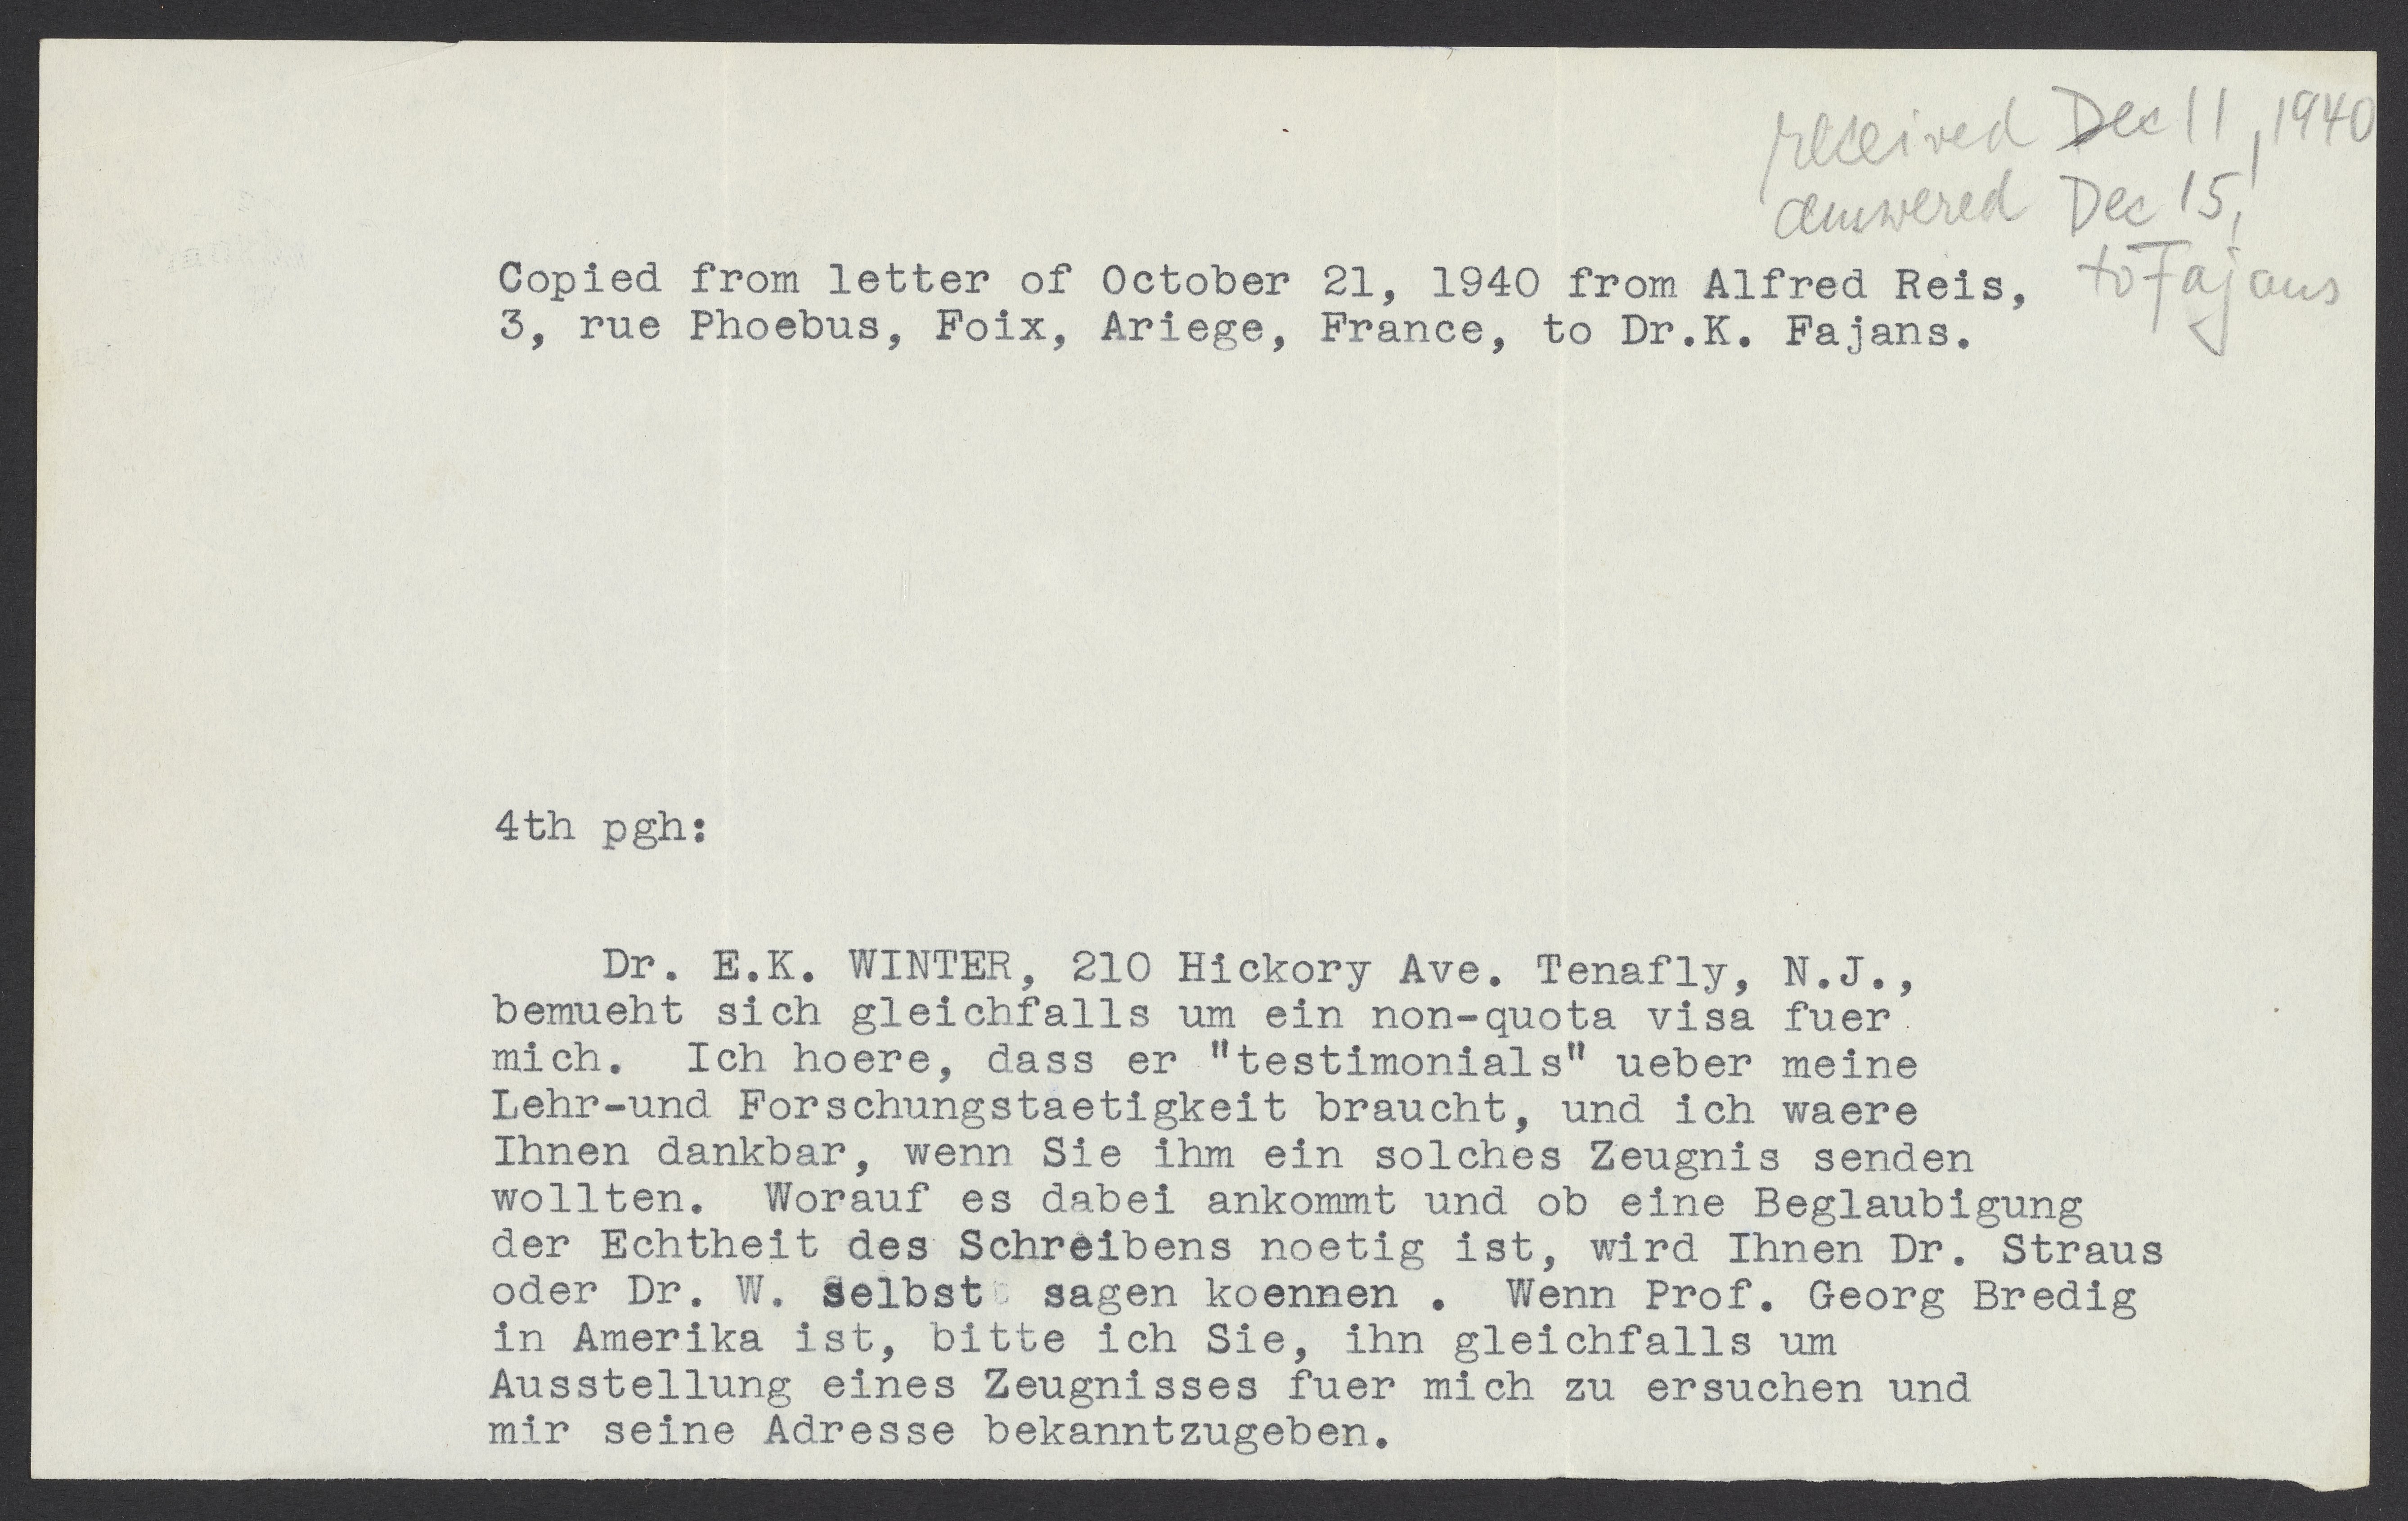 received Dec 11, 1940
answered Dec 15,
to Fajans
Copied from letter of October 21, 1940 from Alfred Reis,
3, rue Phoebus, Foix, Ariege, France, to Dr.K. Fajans.
4th pgh:
Dr. E.K. WINTER, 210 Hickory Ave. Tenafly, N.J.,
bemueht sich gleichfalls um ein non-quota visa fuer
mich. Ich hoere, dass er "testimonials" ueber meine
Lehr-und Forschungstaetigkeit braucht, und ich waere
Ihnen dankbar, wenn Sie ihm ein solches Zeugnis senden
wollten. Worauf es dabei ankommt und ob eine Beglaubigung
der Echtheit des Schreibens noetig ist, wird Ihnen Dr. Straus
oder Dr. W. selbst sagen koennen . Wenn Prof. Georg Bredig
in Amerika ist, bitte ich Sie, ihn gleichfalls um
Ausstellung eines Zeugnisses fuer mich zu ersuchen und
mir seine Adresse bekanntzugeben.